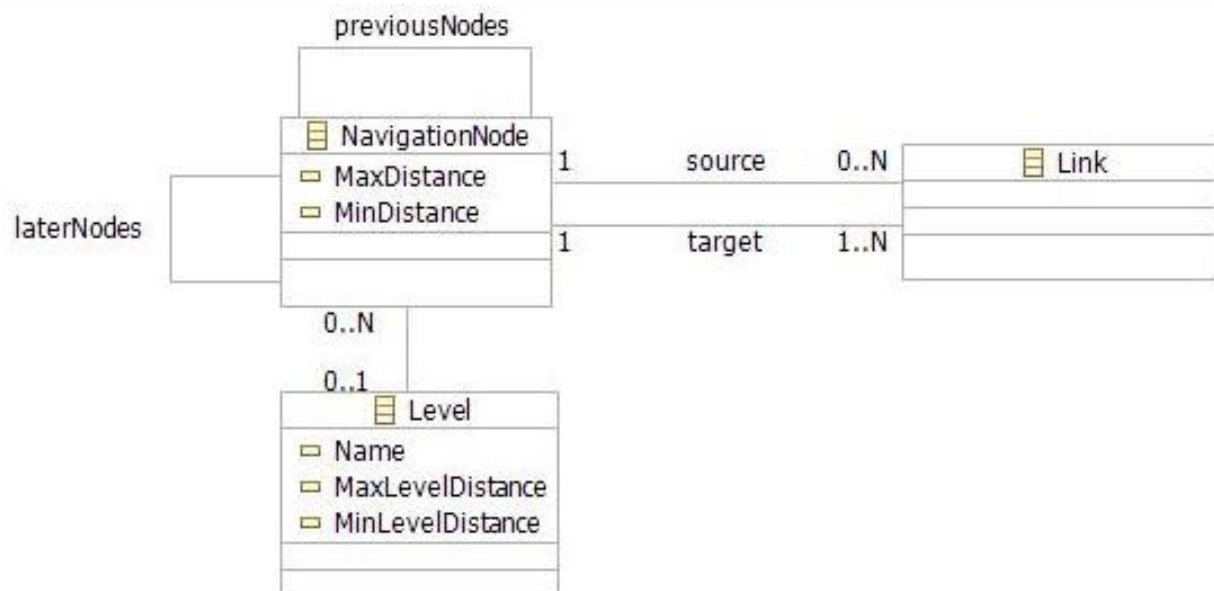 previousNodes
NavigationNode
MaxDistance
MinDistance
laterNodes
1 source 0..N
1 target 1..N
Link
0..N
0..1
Level
Name
MaxLevelDistance
MinLevelDistance